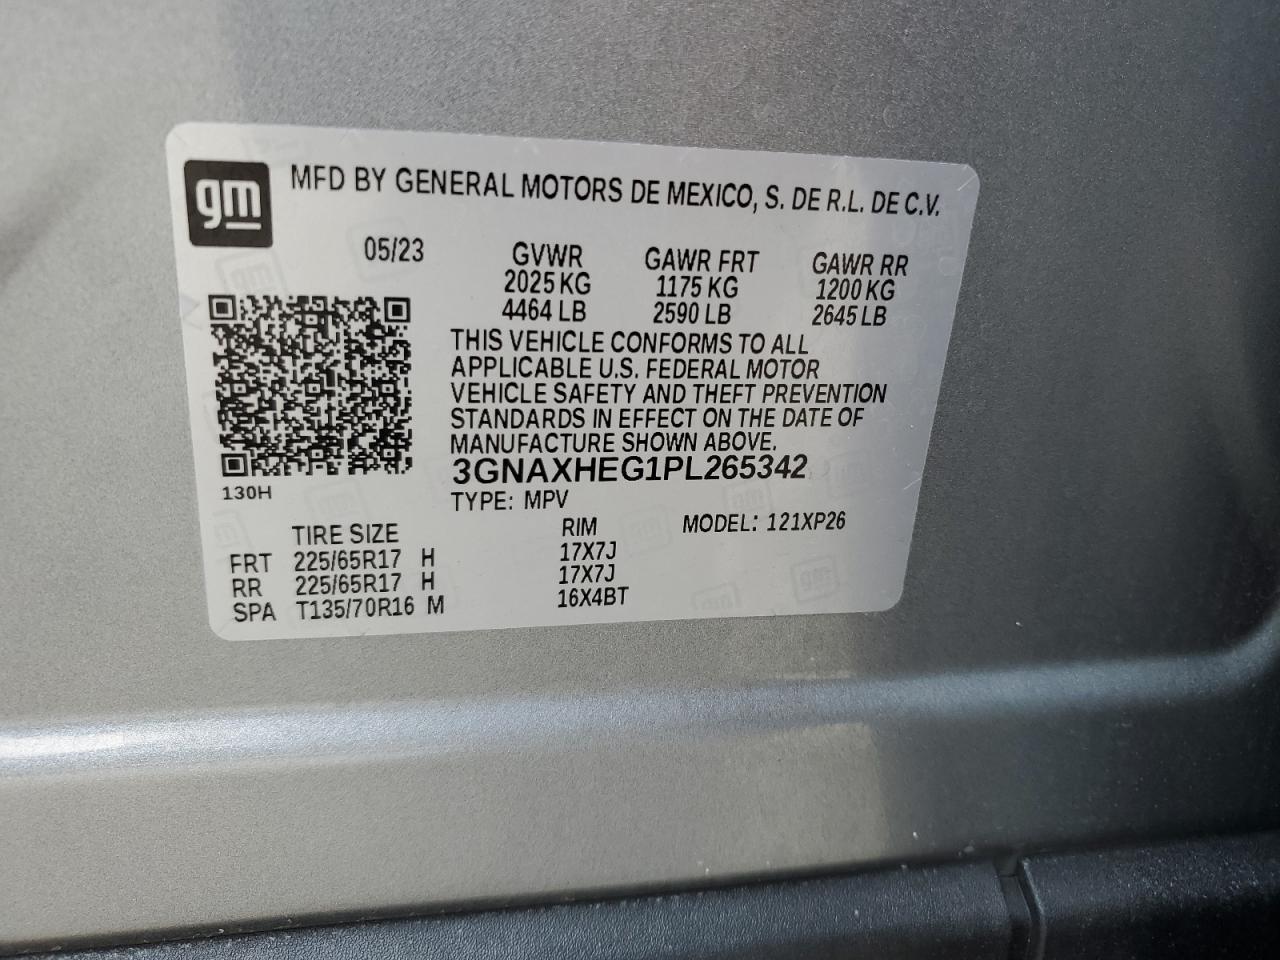 gm
MFD BY GENERAL MOTORS DE MEXICO, S. DE R.L. DE C.V.
05/23
GVWR GAWR FRT GAWR RR
2025 KG 1175 KG 1200 KG
4464 LB 2590 LB 2645 LB
THIS VEHICLE CONFORMS TO ALL
APPLICABLE U.S. FEDERAL MOTOR
VEHICLE SAFETY AND THEFT PREVENTION
STANDARDS IN EFFECT ON THE DATE OF
MANUFACTURE SHOWN ABOVE.
3GNAXHEG1PL265342
130H
TYPE: MPV
TIRE SIZE RIM MODEL: 121XP26
FRT 225/65R17 H 17X7J
RR 225/65R17 H 17X7J
SPA T135/70R16 M 16X4BT